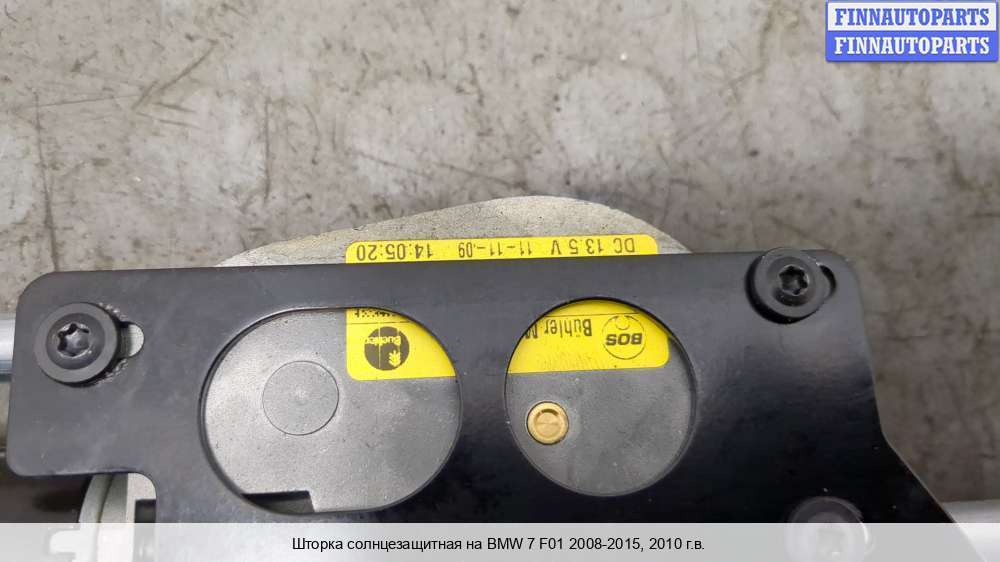 FINNAUTOPARTS
FINNAUTOPARTS
DC 13.5 V 11-11-09 14:05:20
BOS
Bühler
Buehler
Шторка солнцезащитная на BMW 7 F01 2008-2015, 2010 г.в.